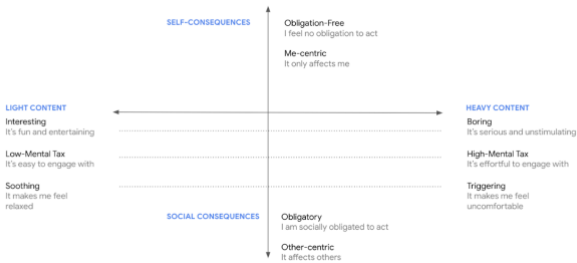 SELF-CONSEQUENCES
Obligation-Free
I feel no obligation to act
Me-centric
It only affects me
LIGHT CONTENT
Interesting
It's fun and entertaining
Low-Mental Tax
It's easy to engage with
Soothing
It makes me feel
relaxed
HEAVY CONTENT
Boring
It's serious and unstimulating
High-Mental Tax
It's effortful to engage with
Triggering
It makes me feel
uncomfortable
SOCIAL CONSEQUENCES
Obligatory
I am socially obligated to act
Other-centric
It affects others